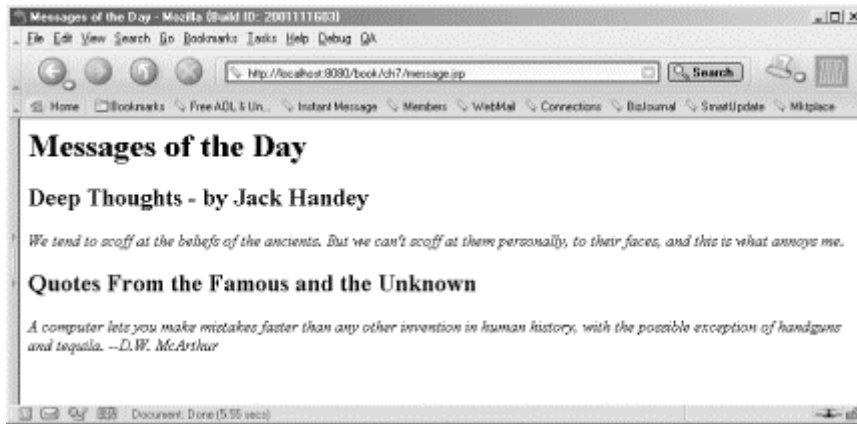 Messages of the Day - Mozilla {Build ID: 2001111603}
File Edit View Search Go Bookmarks Tasks Help Debug QA
http://localhost:8080/book/ch7/message.jsp Search
Home Bookmarks Free AOL & Un... Instant Message Members WebMail Connections BizJournal SmartUpdate Mktplace
Messages of the Day
Deep Thoughts - by Jack Handey
We tend to scoff at the beliefs of the ancients. But we can't scoff at them personally, to their faces, and this is what annoys me.
Quotes From the Famous and the Unknown
A computer lets you make mistakes faster than any other invention in human history, with the possible exception of handguns
and tequila. --D.W. McArthur
Document: Done (5.55 secs)